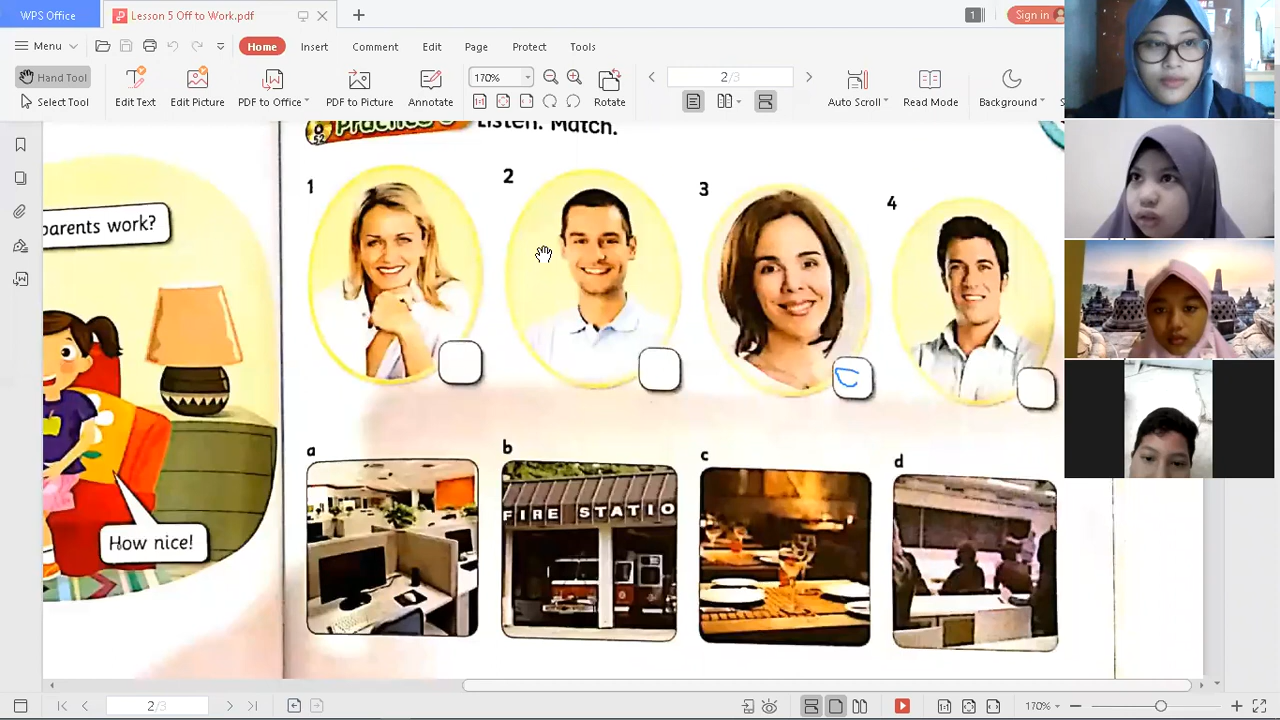 WPS Office
Lesson 5 Off to Work.pdf
1
Sign in
Menu
Home
Insert
Comment
Edit
Page
Protect
Tools
Hand Tool
Select Tool
Edit Text
Edit Picture
PDF to Office
PDF to Picture
Annotate
170%
Rotate
2/3
Auto Scroll
Read Mode
Background
Listen. Match.
parents work?
How nice!
1
2
3
4
C
a
b
c
d
FIRE STATIO
2/3
170%